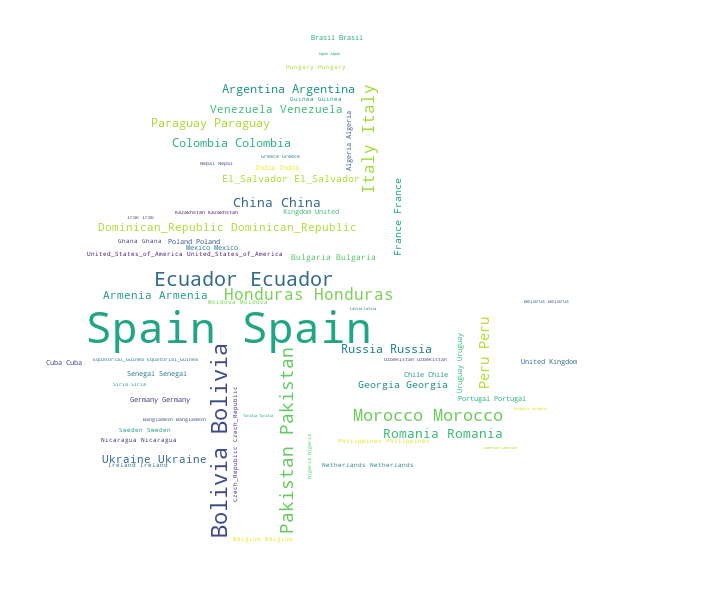 Brasil Brasil
Japan Japan
Hungary Hungary
Argentina Argentina
Italy Italy
Guinea Guinea
Venezuela Venezuela
Algeria Algeria
Paraguay Paraguay
Colombia Colombia
Greece Greece
Nepal Nepal
India India
El_Salvador El_Salvador
France France
China China
Kazakhstan Kazakhstan
Kingdom United
Irak Irak
Dominican_Republic Dominican_Republic
Ghana Ghana
Poland Poland
Mexico Mexico
United_States_of_America United_States_of_America
Bulgaria Bulgaria
Ecuador Ecuador
Armenia Armenia
Honduras Honduras
Moldova Moldova
Belarus Belarus
Latvia Latvia
Spain Spain
Peru Peru
Uruguay Uruguay
Bolivia Bolivia
Pakistan Pakistan
Russia Russia
Cuba Cuba
Equatorial_Guinea Equatorial_Guinea
Uzbekistan Uzbekistan
United Kingdom
Senegal Senegal
Chile Chile
Siria Siria
Georgia Georgia
Czech_Republic Czech_Republic
Germany Germany
Portugal Portugal
Morocco Morocco
Bangladesh Bangladesh
Sweden Sweden
Romania Romania
Nicaragua Nicaragua
Philippines Philippines
Nigeria Nigeria
Ukraine Ukraine
Ireland Ireland
Netherlands Netherlands
Belgium Belgium